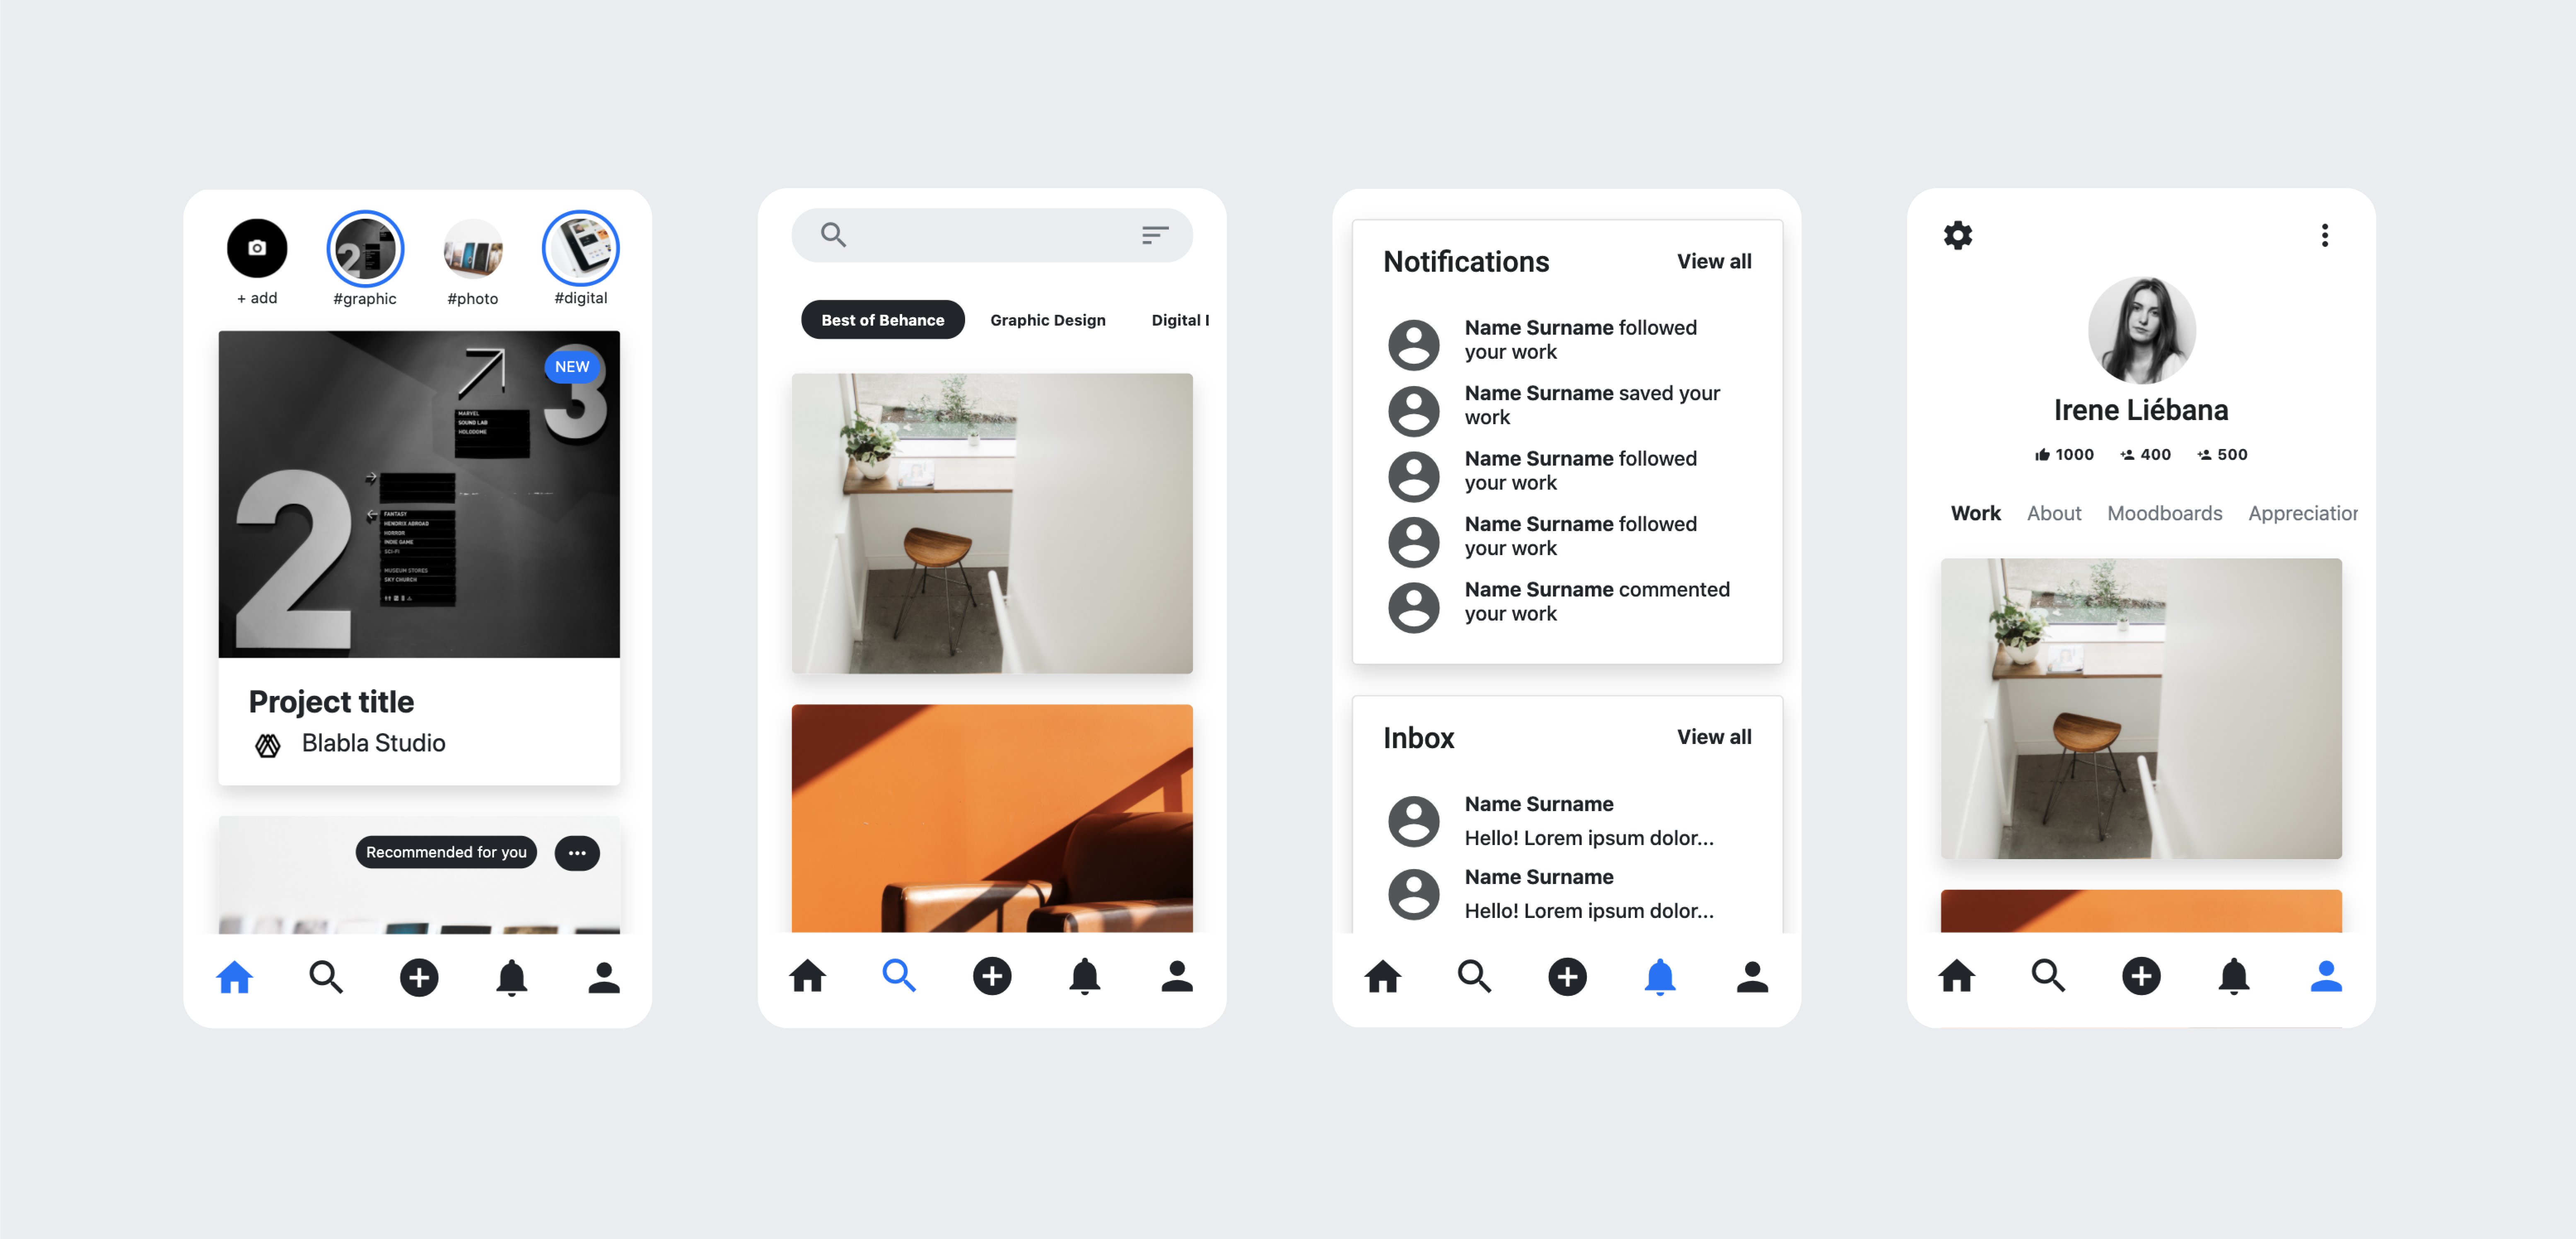 + add
#graphic
#photo
#digital
NEW
3
MARVEL
SOUND LAB
HOLODOME
2
FANTASY
HENDRIX ABROAD
HORROR
INDIE GAME
SCI-FI
MUSEUM STORES
SKY CHURCH
Project title
Blabla Studio
Recommended for you
Best of Behance
Graphic Design
Digital
Notifications
View all
Name Surname followed
your work
Name Surname saved your
work
Name Surname followed
your work
Name Surname followed
your work
Name Surname commented
your work
Inbox
View all
Name Surname
Hello! Lorem ipsum dolor...
Name Surname
Hello! Lorem ipsum dolor...
Irene Liébana
1000
400
500
Work
About
Moodboards
Appreciation